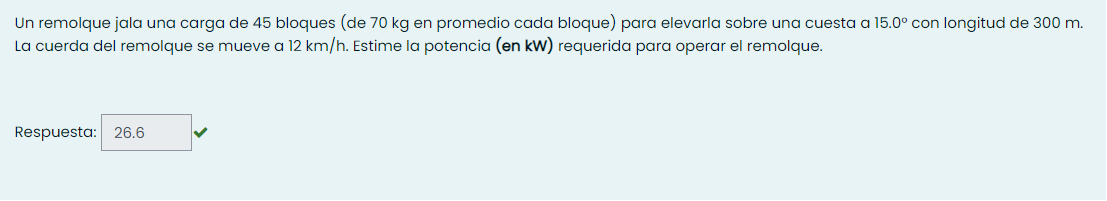 Un remolque jala una carga de 45 bloques (de 70 kg en promedio cada bloque) para elevarla sobre una cuesta a 15.0° con longitud de 300 m.
La cuerda del remolque se mueve a 12 km/h. Estime la potencia (en kW) requerida para operar el remolque.
Respuesta: 26.6